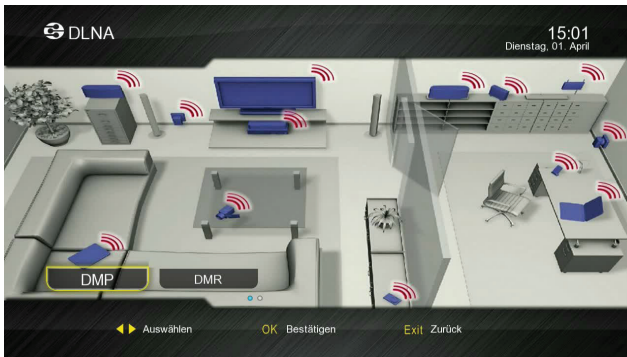 DLNA
15:01
Dienstag, 01. April
DMP
DMR
Auswählen
OK Bestätigen
Exit Zurück